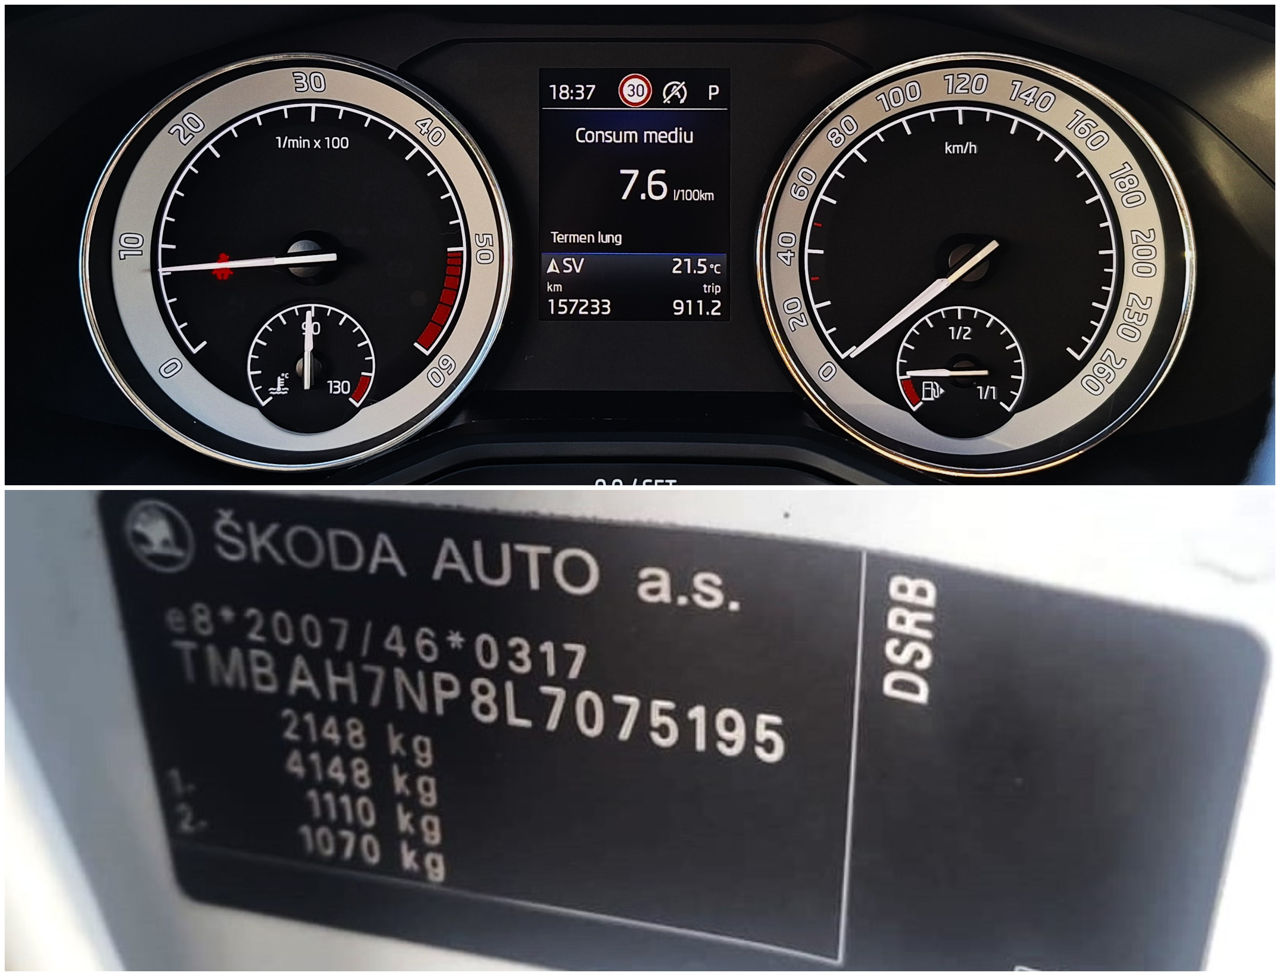 0
10
20
30
40
50
60
1/min x 100
°C
90
130
18:37 30 P
Consum mediu
7.6 l/100km
Termen lung
SV 21.5°C
km trip
157233 911.2
0
20
40
60
80
100
120
140
160
180
200
230
260
km/h
1/2
1/1
ŠKODA AUTO a.s.
e8*2007/46*0317
TMBAH7NP8L7075195
2148 kg
4148 kg
1. 1110 kg
2. 1070 kg
DSRB